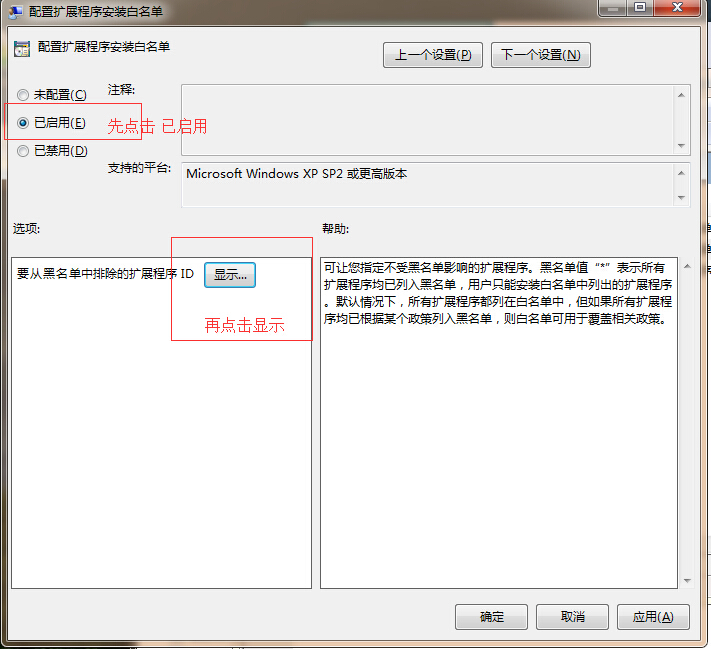 配置扩展程序安装白名单
配置扩展程序安装白名单
上一个设置(P)
下一个设置(N)
未配置(C)
注释:
已启用(E)
先点击 已启用
已禁用(D)
支持的平台:
Microsoft Windows XP SP2 或更高版本
选项:
帮助:
要从黑名单中排除的扩展程序 ID
显示...
再点击显示
可让您指定不受黑名单影响的扩展程序。黑名单值“*”表示所有
扩展程序均已列入黑名单，用户只能安装白名单中列出的扩展程序
。默认情况下，所有扩展程序都列在白名单中，但如果所有扩展程
序均已根据某个政策列入黑名单，则白名单可用于覆盖相关政策。
确定
取消
应用(A)